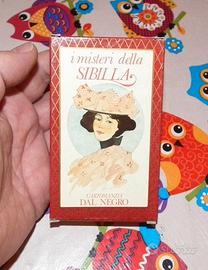 i misteri della
SIBILLA
CARTOMANZIA
DAL NEGRO